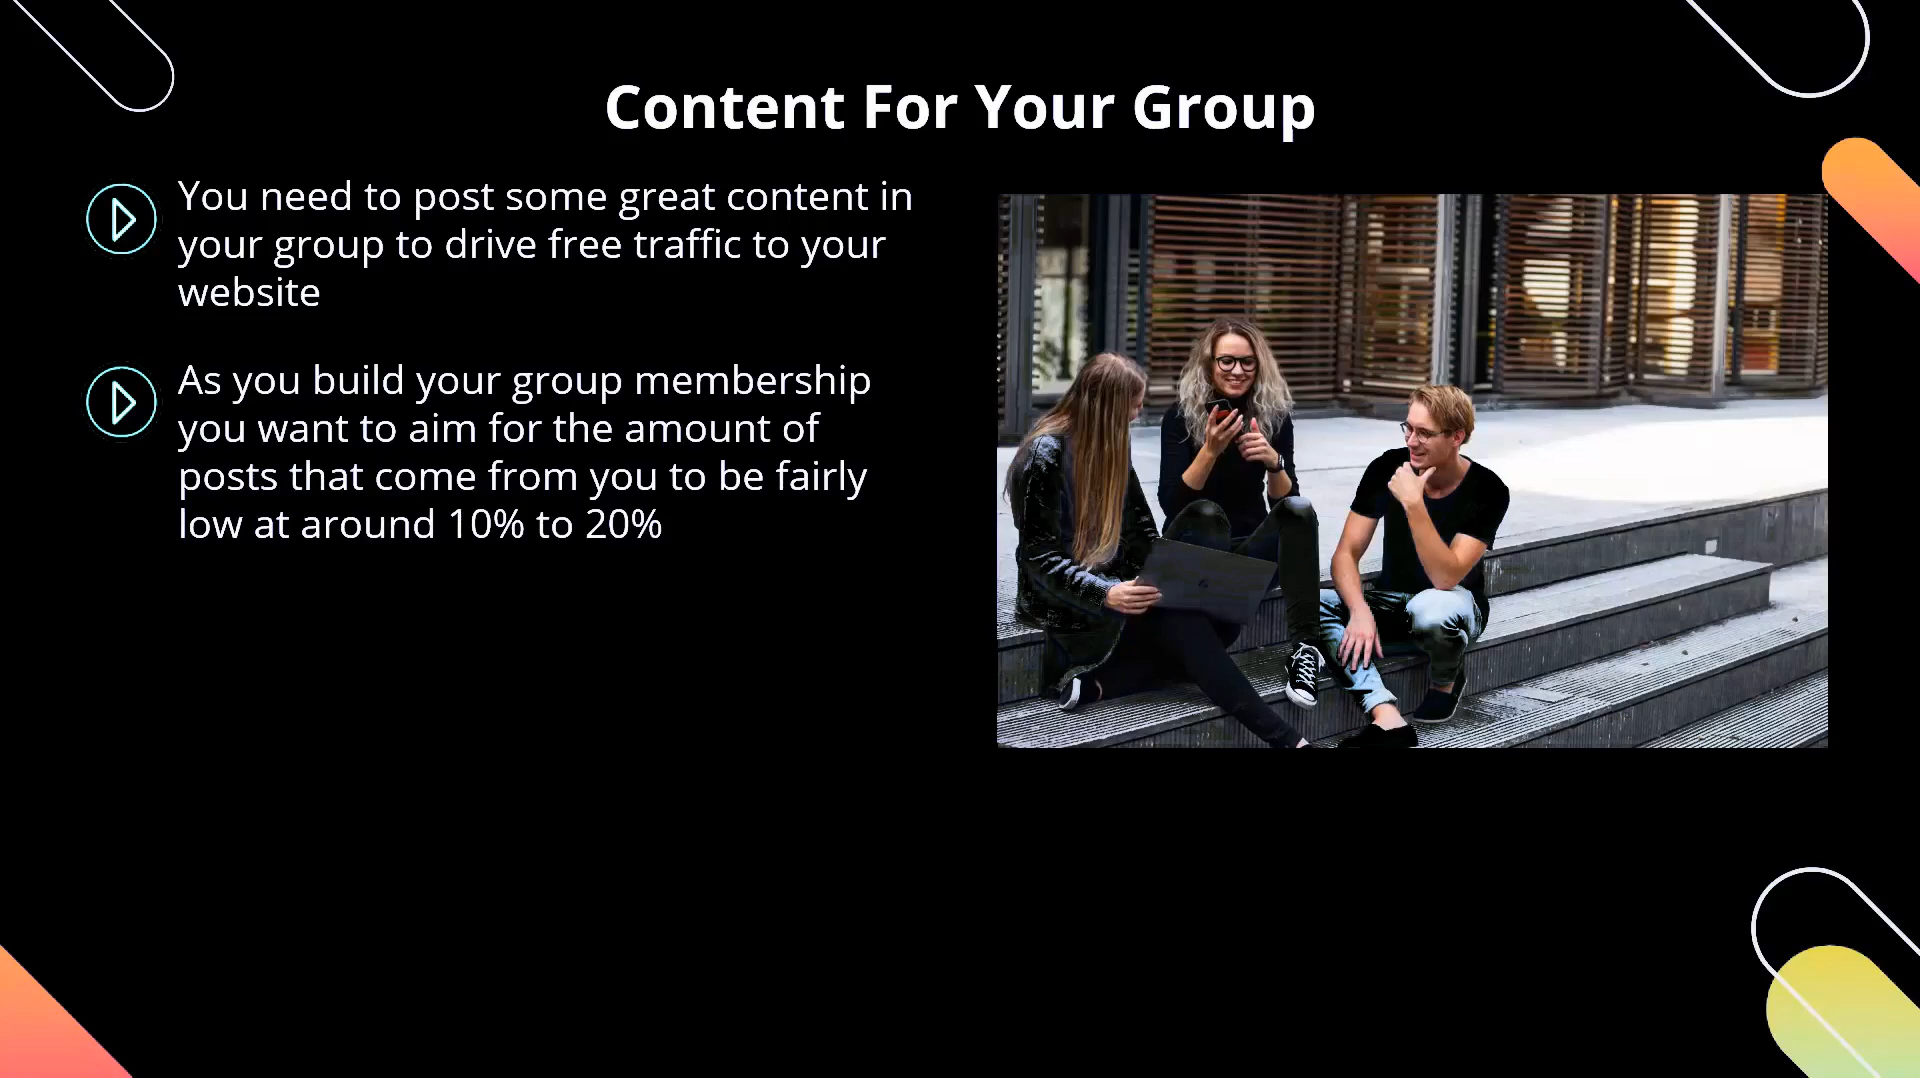 Content For Your Group
You need to post some great content in
your group to drive free traffic to your
website
As you build your group membership
you want to aim for the amount of
posts that come from you to be fairly
low at around 10% to 20%